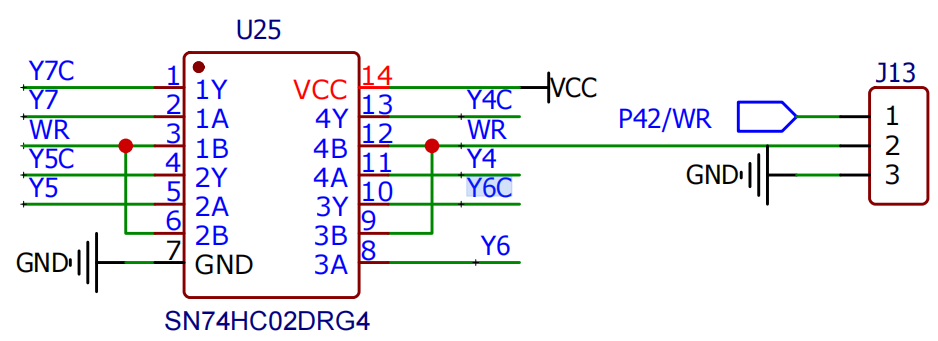 U25
Y7C 1 1Y VCC 14 VCC
Y7 2 1A 4Y 13 Y4C
WR 3 1B 4B 12 WR
Y5C 4 2Y 4A 11 Y4
Y5 5 2A 3Y 10 Y6C
6 2B 3B 9
GND 7 GND 3A 8 Y6
SN74HC02DRG4
J13
P42/WR 1
2
GND 3